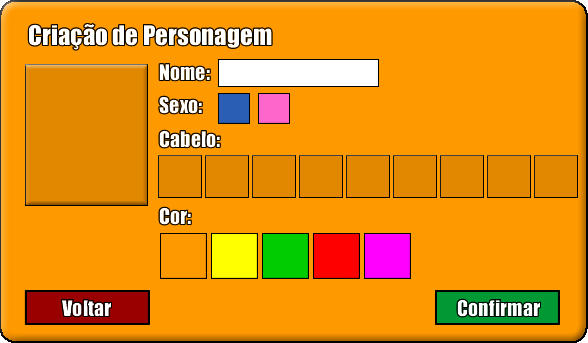 Criação de Personagem
Nome:
Sexo:
Cabelo:
Cor:
Voltar
Confirmar